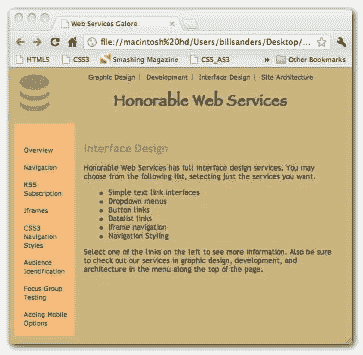 Web Services Galore
file://macintosh%20hd/Users/billsanders/Desktop/...
HTML5 CSS3 Smashing Magazine CSS_AS3 » Other Bookmarks
Graphic Design | Development | Interface Design | Site Architecture
Honorable Web Services
Overview
Navigation
RSS
Subscription
Iframes
CSS3
Navigation
Styles
Audience
Identification
Focus Group
Testing
Adding Mobile
Options
Interface Design
Honorable Web Services has full interface design services. You may
choose from the following list, selecting just the services you want.
• Simple text link interfaces
• Dropdown menus
• Button links
• Datalist links
• Iframe navigation
• Navigation Styling
Select one of the links on the left to see more information. Also be sure
to check out our services in graphic design, development, and
architecture in the menu along the top of the page.